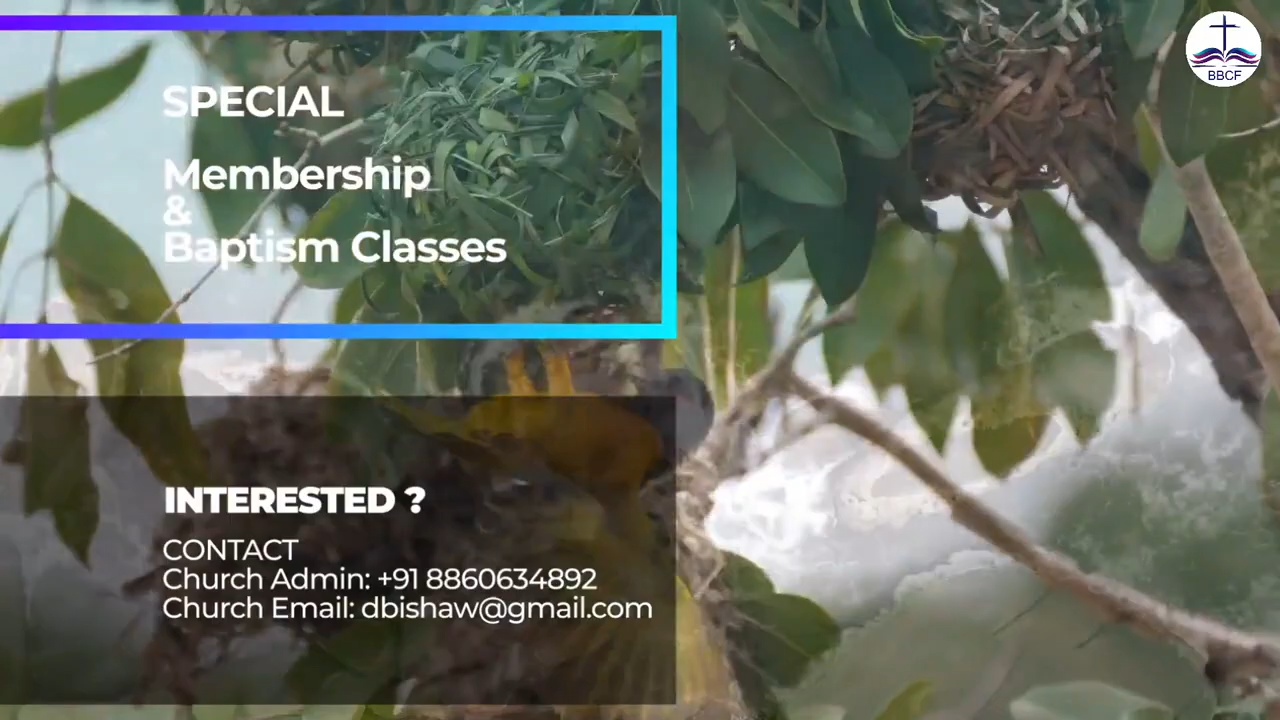 BBCF
SPECIAL
Membership
&
Baptism Classes
INTERESTED ?
CONTACT
Church Admin: +91 8860634892
Church Email: dbishaw@gmail.com